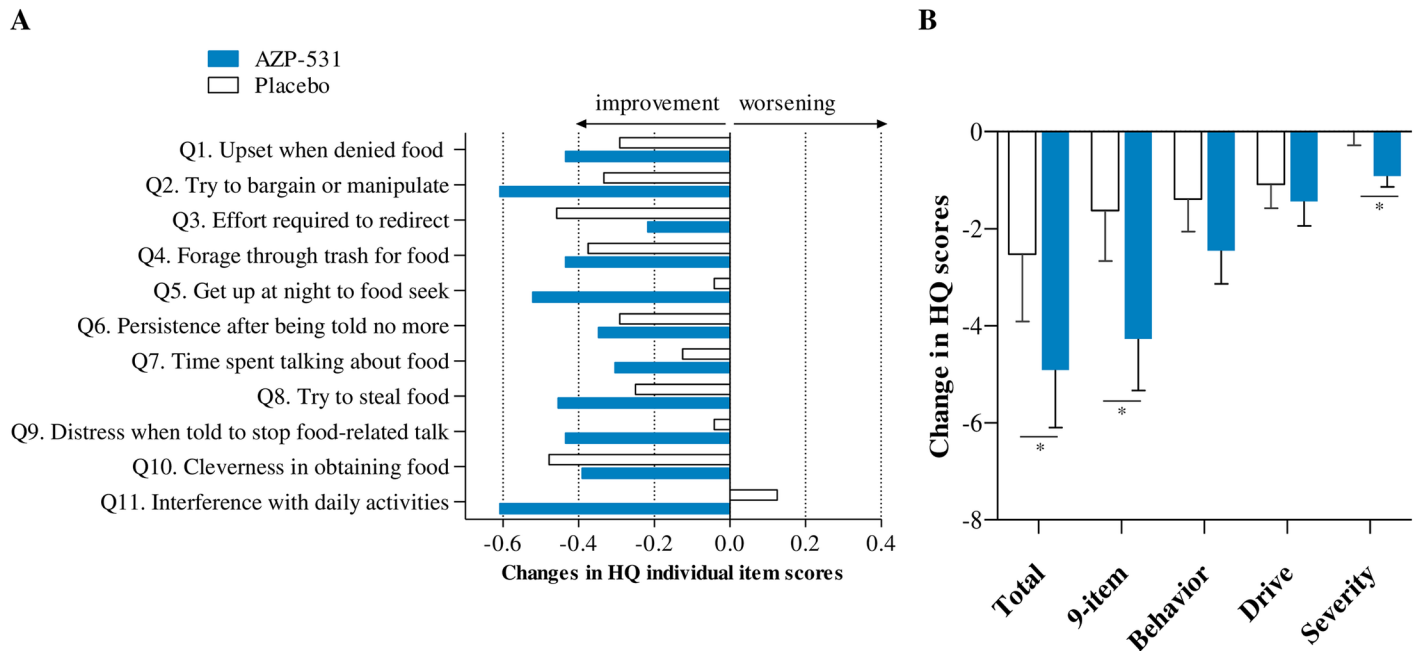 A
AZP-531
Placebo
improvement
worsening
Q1. Upset when denied food
Q2. Try to bargain or manipulate
Q3. Effort required to redirect
Q4. Forage through trash for food
Q5. Get up at night to food seek
Q6. Persistence after being told no more
Q7. Time spent talking about food
Q8. Try to steal food
Q9. Distress when told to stop food-related talk
Q10. Cleverness in obtaining food
Q11. Interference with daily activities
-0.6 -0.4 -0.2 0.0 0.2 0.4
Changes in HQ individual item scores
B
Change in HQ scores
0
-2
-4
-6
-8
*
*
*
Total
9-item
Behavior
Drive
Severity